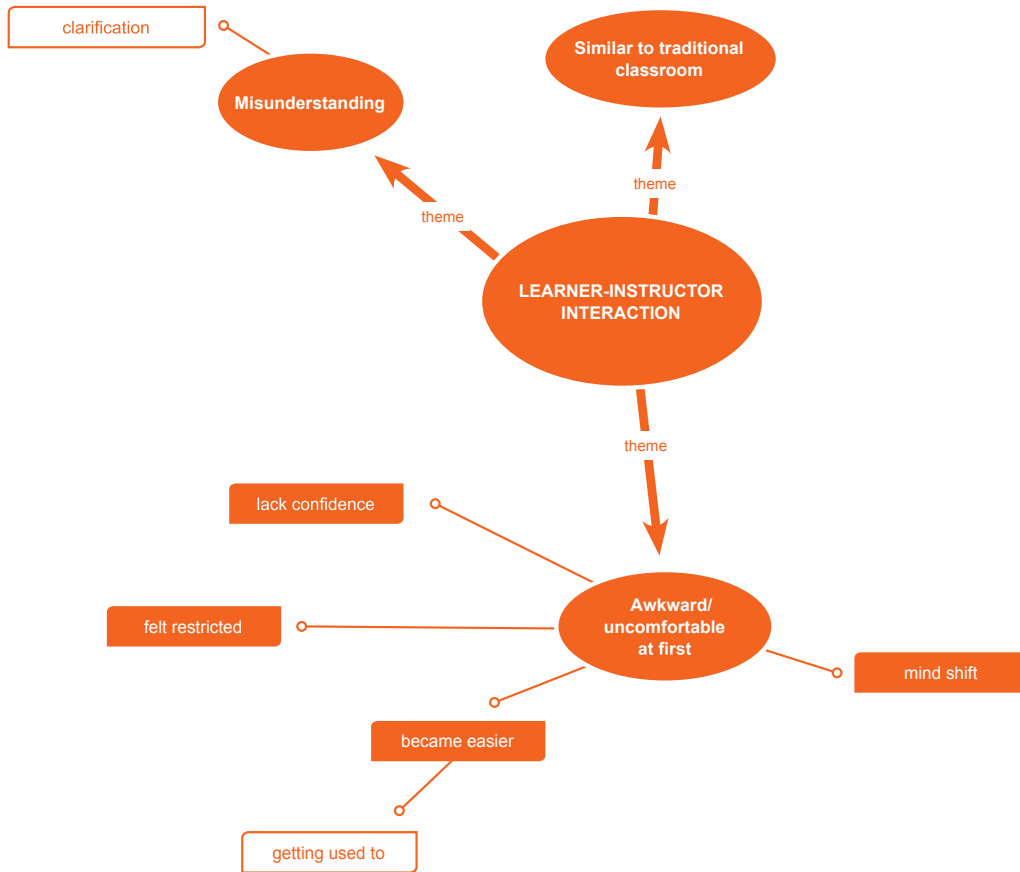 clarification
Similar to traditional
classroom
Misunderstanding
theme
theme
LEARNER-INSTRUCTOR
INTERACTION
theme
lack confidence
felt restricted
Awkward/
uncomfortable
at first
mind shift
became easier
getting used to